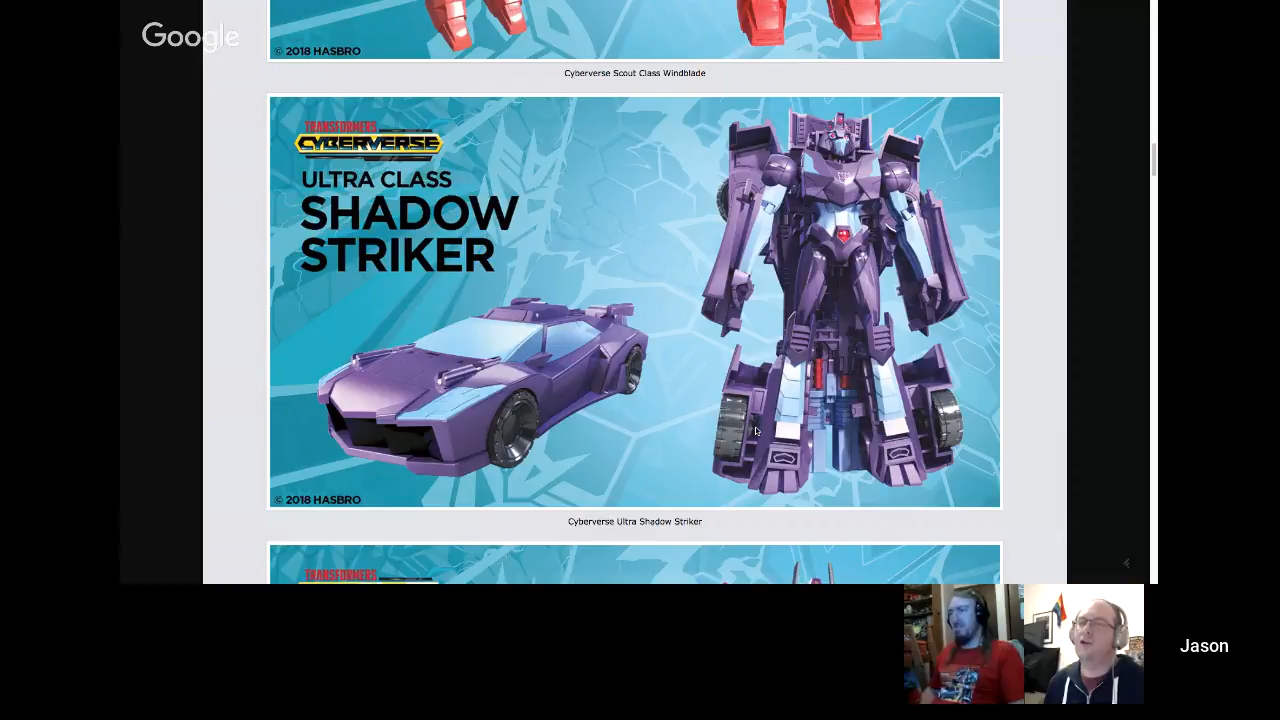 Google
© 2018 HASBRO
Cyberverse Scout Class Windblade
TRANSFORMERS
CYBERVERSE
ULTRA CLASS
SHADOW
STRIKER
© 2018 HASBRO
Cyberverse Ultra Shadow Striker
TRANSFORMERS
Jason